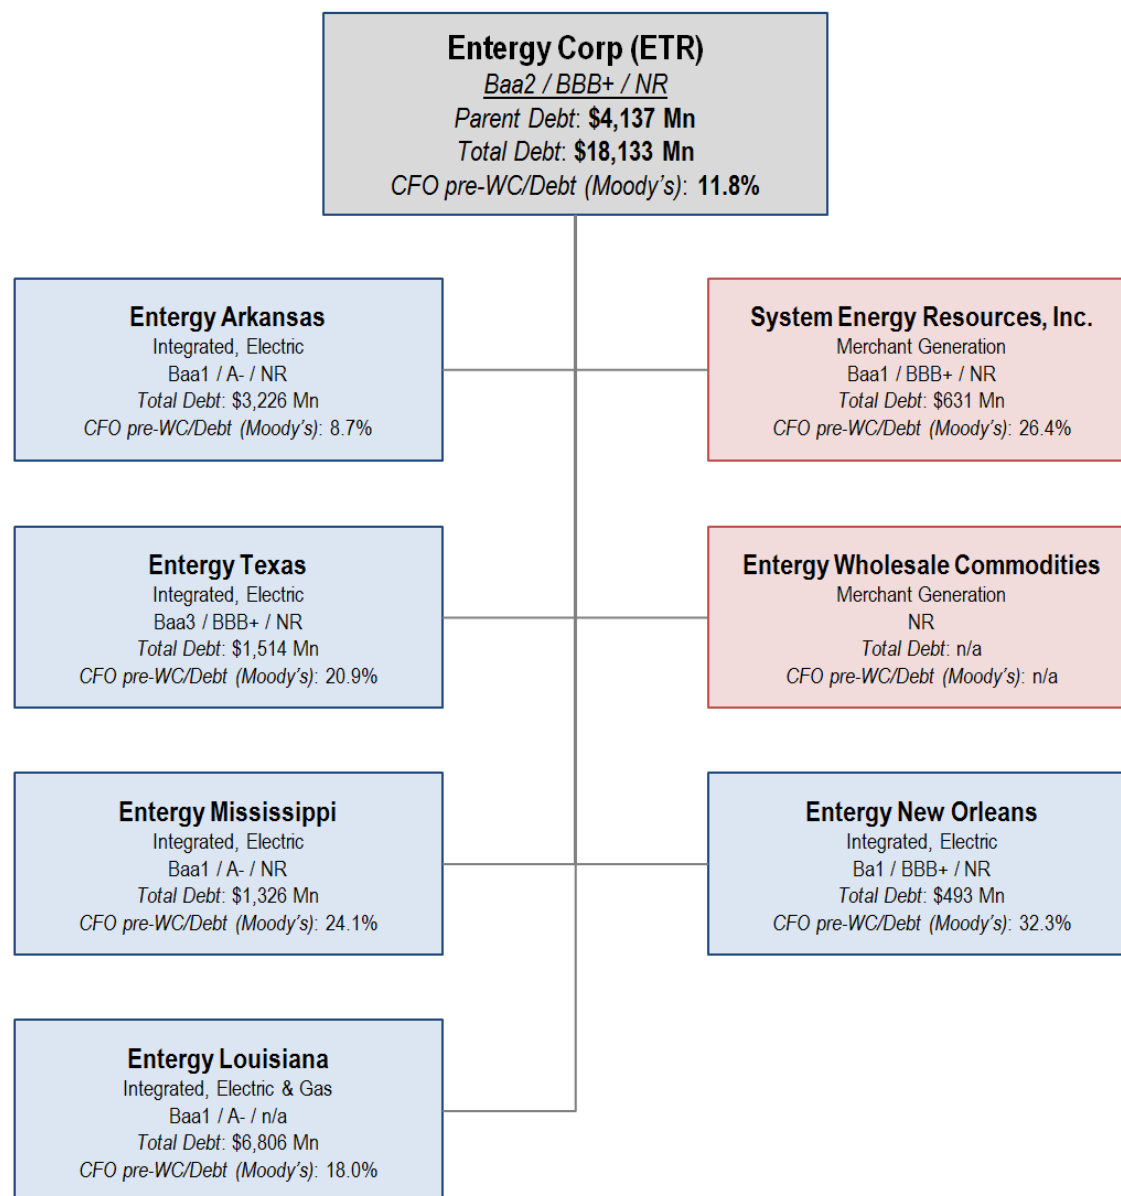 Entergy Corp (ETR)
Baa2 / BBB+ / NR
Parent Debt: $4,137 Mn
Total Debt: $18,133 Mn
CFO pre-WC/Debt (Moody's): 11.8%
Entergy Arkansas
Integrated, Electric
Baa1 / A- / NR
Total Debt: $3,226 Mn
CFO pre-WC/Debt (Moody's): 8.7%
System Energy Resources, Inc.
Merchant Generation
Baa1 / BBB+ / NR
Total Debt: $631 Mn
CFO pre-WC/Debt (Moody's): 26.4%
Entergy Texas
Integrated, Electric
Baa3 / BBB+ / NR
Total Debt: $1,514 Mn
CFO pre-WC/Debt (Moody's): 20.9%
Entergy Wholesale Commodities
Merchant Generation
NR
Total Debt: n/a
CFO pre-WC/Debt (Moody's): n/a
Entergy Mississippi
Integrated, Electric
Baa1 / A- / NR
Total Debt: $1,326 Mn
CFO pre-WC/Debt (Moody's): 24.1%
Entergy New Orleans
Integrated, Electric
Ba1 / BBB+ / NR
Total Debt: $493 Mn
CFO pre-WC/Debt (Moody's): 32.3%
Entergy Louisiana
Integrated, Electric & Gas
Baa1 / A- / n/a
Total Debt: $6,806 Mn
CFO pre-WC/Debt (Moody's): 18.0%